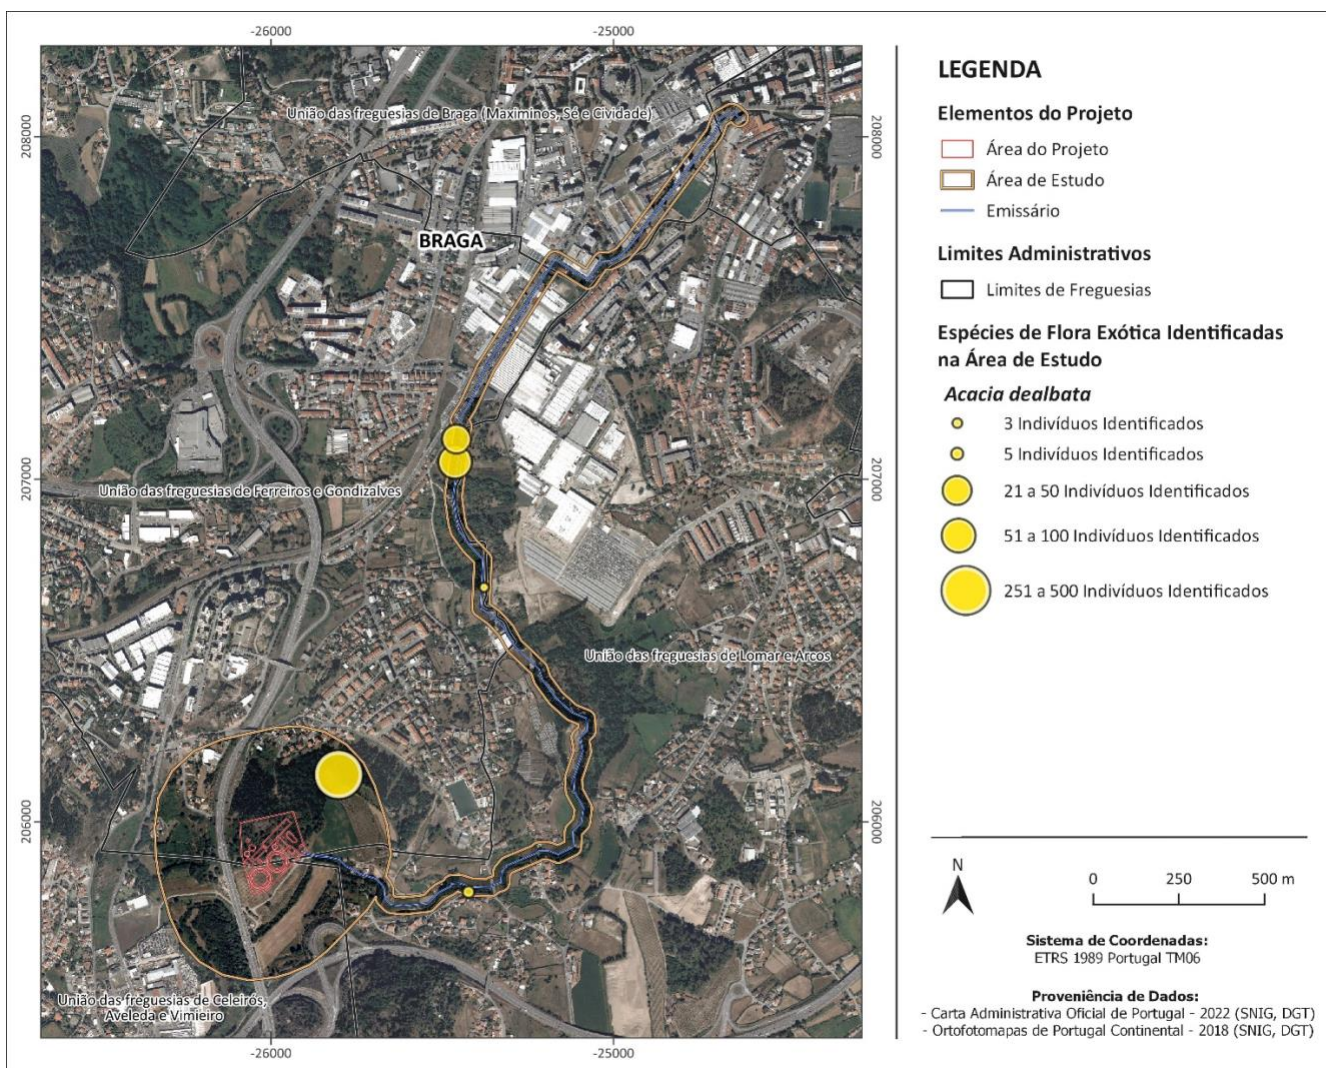 -26000
-25000
208000
208000
União das freguesias de Braga (Maximinos, Sé e Cividade)
BRAGA
207000
207000
União das freguesias de Ferreiros e Gondizalves
União das freguesias de Lomar e Arcos
206000
206000
União das freguesias de Celeirós,
Aveleda e Vimieiro
-26000
-25000
LEGENDA
Elementos do Projeto
Área do Projeto
Área de Estudo
Emissário
Limites Administrativos
Limites de Freguesias
Espécies de Flora Exótica Identificadas
na Área de Estudo
Acacia dealbata
3 Indivíduos Identificados
5 Indivíduos Identificados
21 a 50 Indivíduos Identificados
51 a 100 Indivíduos Identificados
251 a 500 Indivíduos Identificados
N
0 250 500 m
Sistema de Coordenadas:
ETRS 1989 Portugal TM06
Proveniência de Dados:
- Carta Administrativa Oficial de Portugal - 2022 (SNIG, DGT)
- Ortofotomapas de Portugal Continental - 2018 (SNIG, DGT)